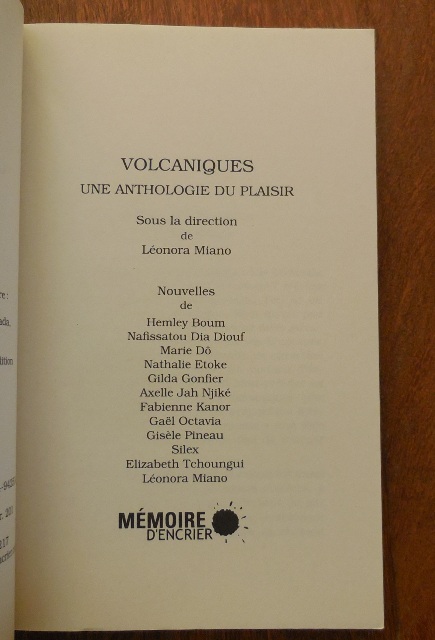 VOLCANIQUES
UNE ANTHOLOGIE DU PLAISIR
Sous la direction
de
Léonora Miano
Nouvelles
de
Hemley Boum
Nafissatou Dia Diouf
Marie Dô
Nathalie Etoke
Gilda Gonfier
Axelle Jah Njiké
Fabienne Kanor
Gaël Octavia
Gisèle Pineau
Silex
Elizabeth Tchoungui
Léonora Miano
MÉMOIRE
D'ENCRIER